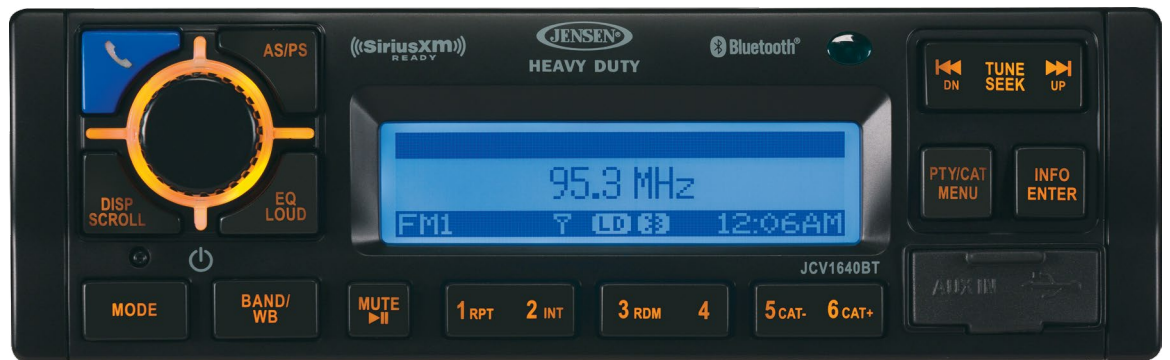 AS/PS
((SiriusXM))
READY
JENSEN®
HEAVY DUTY
Bluetooth®
DN
TUNE
SEEK
UP
DISP
SCROLL
EQ
LOUD
95.3 MHz
FM1 LD 12:06AM
PTY/CAT
MENU
INFO
ENTER
JCV1640BT
AUX IN
MODE
BAND/
WB
MUTE
1 RPT 2 INT
3 RDM 4
5 CAT- 6 CAT+